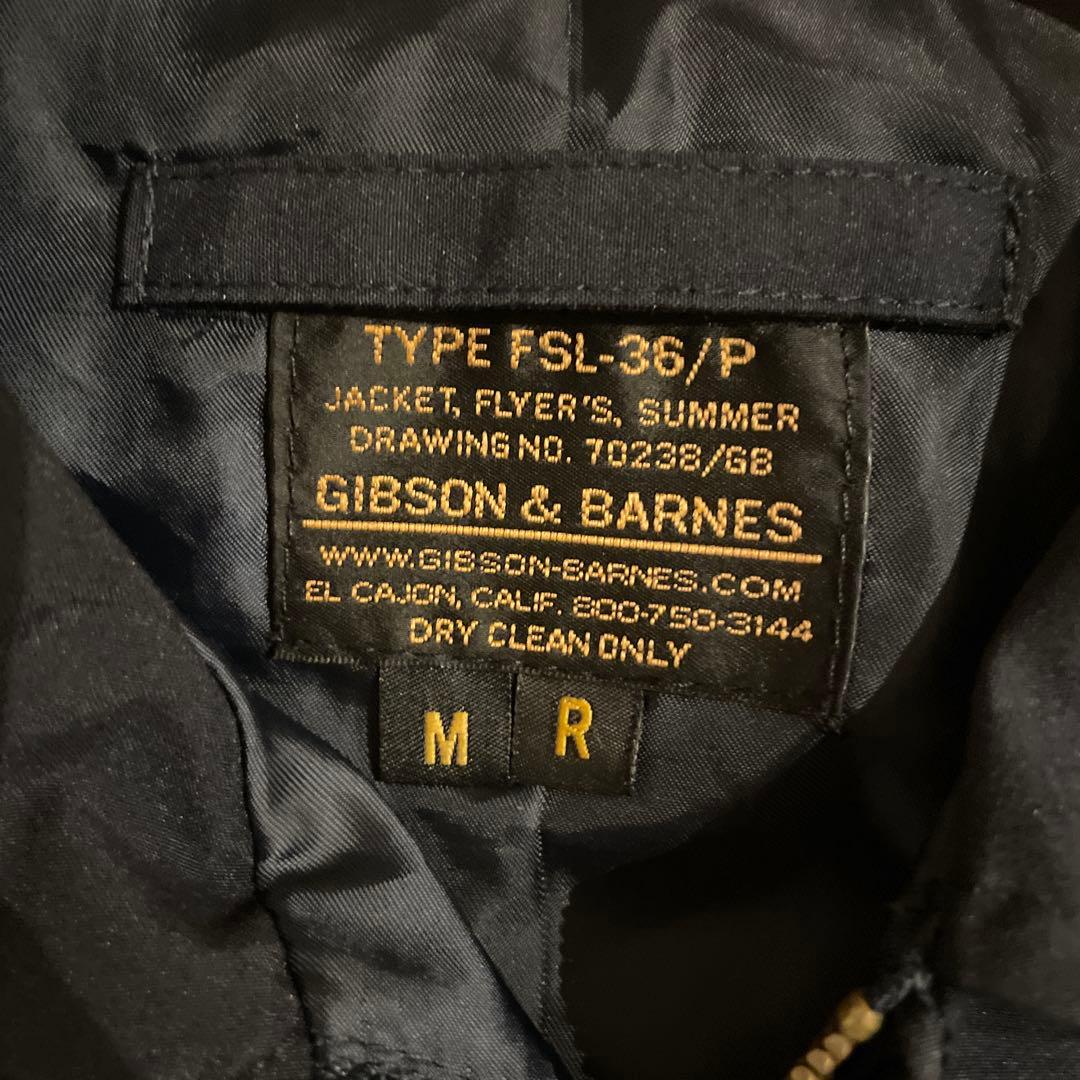 TYPE FSL-36/P
JACKET, FLYER'S, SUMMER
DRAWING NO. 70238/GB
GIBSON & BARNES
WWW.GIBSON-BARNES.COM
EL CAJON, CALIF. 800-750-3144
DRY CLEAN ONLY
M R